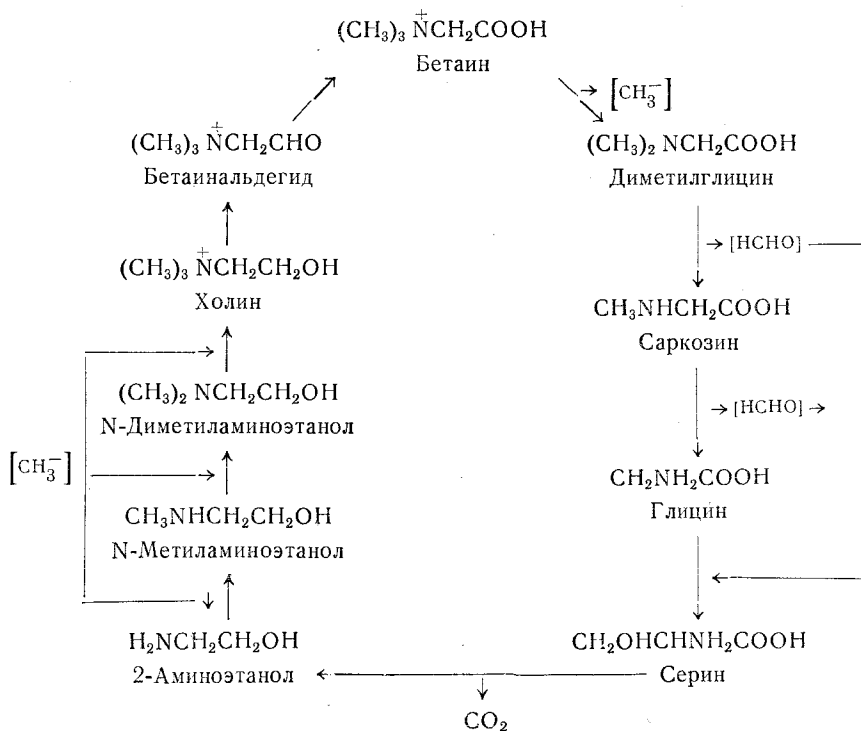 (CH₃)₃ N⁺CH₂COOH
Бетаин
→ [CH₃⁻]
(CH₃)₃ N⁺CH₂CHO
Бетаинальдегид
(CH₃)₂ NCH₂COOH
Диметилглицин
→ [HCHO]
(CH₃)₃ N⁺CH₂CH₂OH
Холин
CH₃NHCH₂COOH
Саркозин
(CH₃)₂ NCH₂CH₂OH
N-Диметиламиноэтанол
→ [HCHO] →
[CH₃⁻]
CH₂NH₂COOH
Глицин
CH₃NHCH₂CH₂OH
N-Метиламиноэтанол
H₂NCH₂CH₂OH
2-Аминоэтанол
CH₂OHCHNH₂COOH
Серин
CO₂